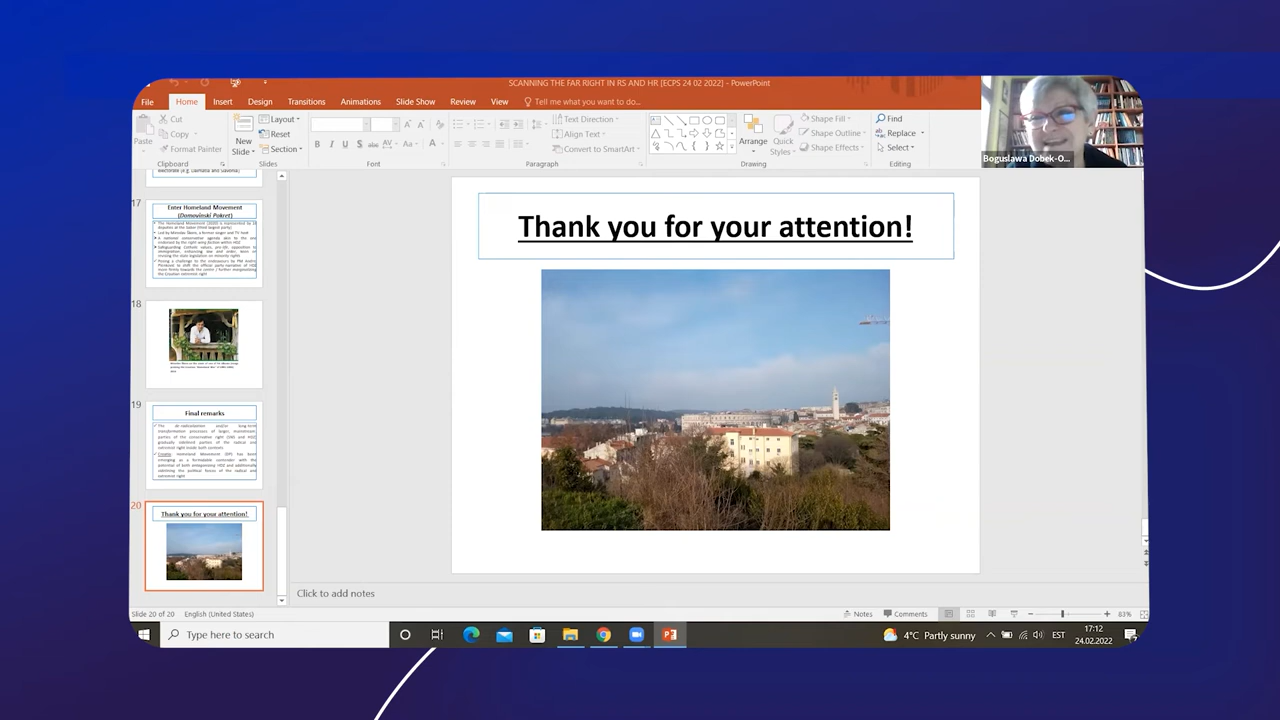 SCANNING THE FAR RIGHT IN RS AND HR (ECPS 24 02 2022) - PowerPoint
File Home Insert Design Transitions Animations Slide Show Review View Tell me what you want to do...
Paste
Cut
Copy
Format Painter
Clipboard
New
Slide
Layout
Reset
Section
Slides
B I U S abc AV Aa A
Font
Text Direction
Align Text
Convert to SmartArt
Paragraph
Arrange
Quick
Styles
Shape Fill
Shape Outline
Shape Effects
Drawing
Find
Replace
Select
Editing
Boguslawa Dobek-O...
17
Enter Homeland Movement
(Domovinski Pokret)
18
19
Final remarks
20
Thank you for your attention!
Thank you for your attention!
Click to add notes
Slide 20 of 20 English (United States) Notes Comments 83%
Type here to search
4°C Partly sunny EST 17:12
24.02.2022